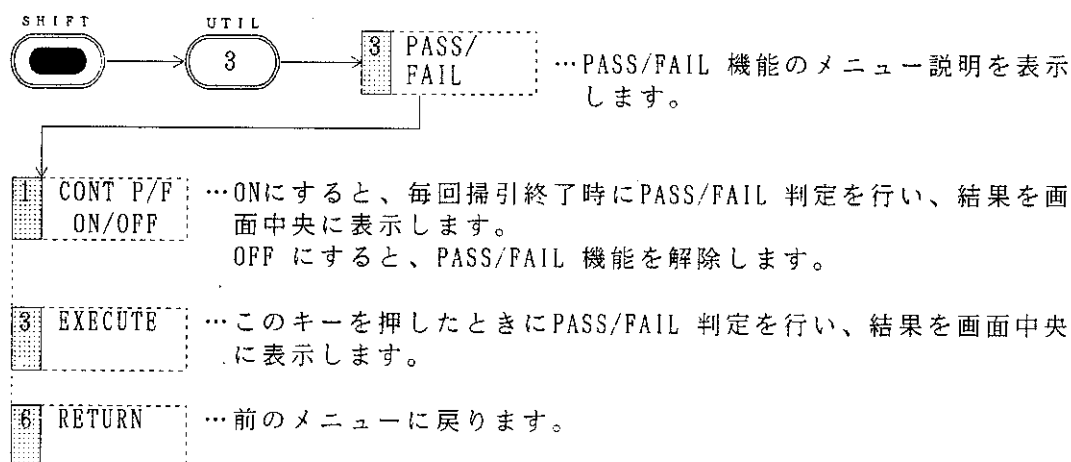 SHIFT UTIL
3 3 PASS/ …PASS/FAIL 機能のメニュー説明を表示
FAIL します。
1 CONT P/F …ONにすると、毎回掃引終了時にPASS/FAIL 判定を行い、結果を画
ON/OFF 面中央に表示します。
OFF にすると、PASS/FAIL 機能を解除します。
3 EXECUTE …このキーを押したときにPASS/FAIL 判定を行い、結果を画面中央
に表示します。
6 RETURN …前のメニューに戻ります。